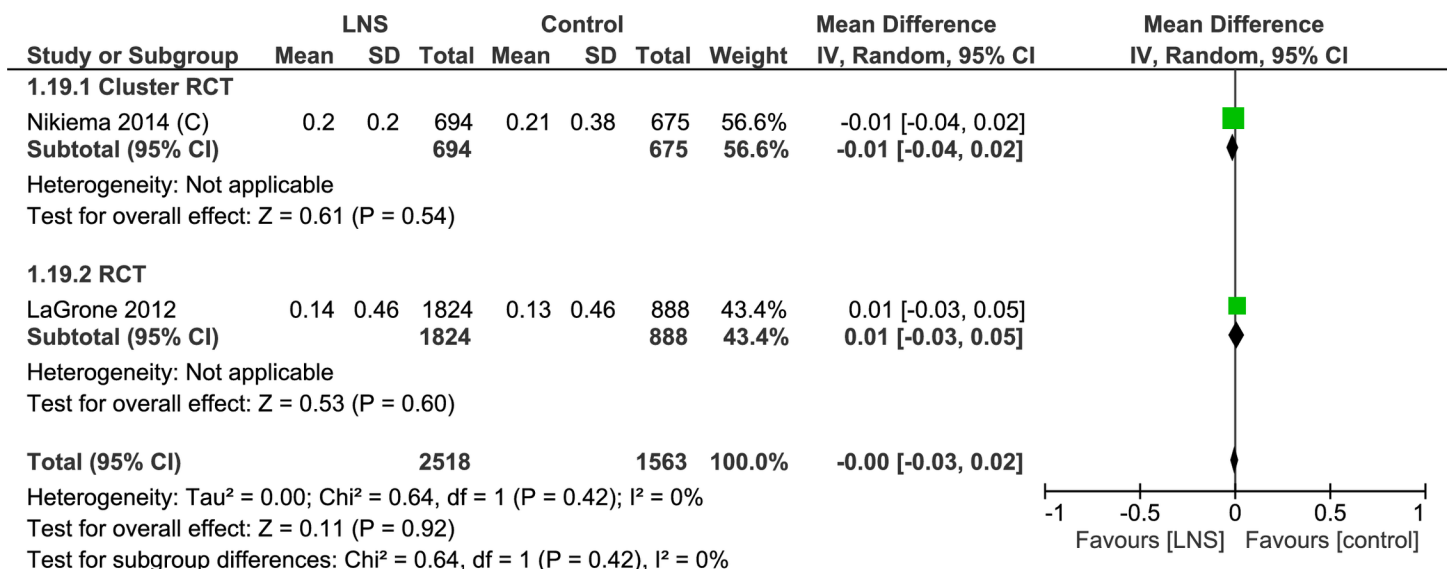 LNS Control Mean Difference Mean Difference
Study or Subgroup Mean SD Total Mean SD Total Weight IV, Random, 95% CI IV, Random, 95% CI
1.19.1 Cluster RCT
Nikiema 2014 (C) 0.2 0.2 694 0.21 0.38 675 56.6% -0.01 [-0.04, 0.02]
Subtotal (95% CI) 694 675 56.6% -0.01 [-0.04, 0.02]
Heterogeneity: Not applicable
Test for overall effect: Z = 0.61 (P = 0.54)
1.19.2 RCT
LaGrone 2012 0.14 0.46 1824 0.13 0.46 888 43.4% 0.01 [-0.03, 0.05]
Subtotal (95% CI) 1824 888 43.4% 0.01 [-0.03, 0.05]
Heterogeneity: Not applicable
Test for overall effect: Z = 0.53 (P = 0.60)
Total (95% CI) 2518 1563 100.0% -0.00 [-0.03, 0.02]
Heterogeneity: Tau² = 0.00; Chi² = 0.64, df = 1 (P = 0.42); I² = 0%
Test for overall effect: Z = 0.11 (P = 0.92)
Test for subgroup differences: Chi² = 0.64, df = 1 (P = 0.42), I² = 0%
-1 -0.5 0 0.5 1
Favours [LNS] Favours [control]